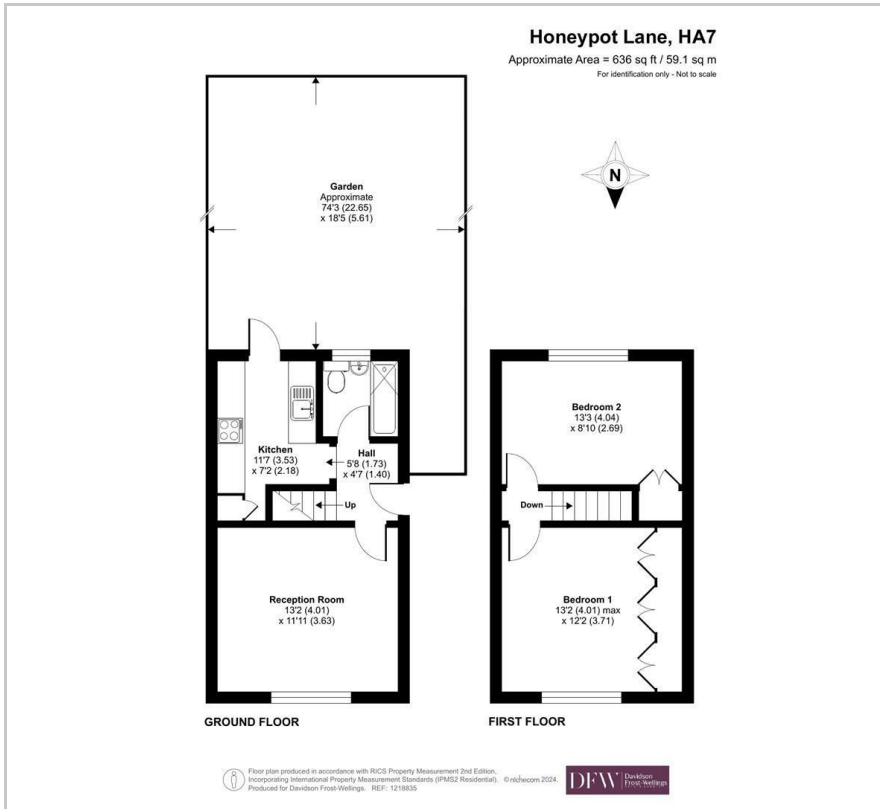 Honeypot Lane, HA7
Approximate Area = 636 sq ft / 59.1 sq m
For identification only - Not to scale
N
Garden
Approximate
74'3 (22.65)
x 18'5 (5.61)
Kitchen
11'7 (3.53)
x 7'2 (2.18)
Hall
5'8 (1.73)
x 4'7 (1.40)
Up
Reception Room
13'2 (4.01)
x 11'11 (3.63)
GROUND FLOOR
Bedroom 2
13'3 (4.04)
x 8'10 (2.69)
Down
Bedroom 1
13'2 (4.01) max
x 12'2 (3.71)
FIRST FLOOR
Floor plan produced in accordance with RICS Property Measurement 2nd Edition,
Incorporating International Property Measurement Standards (IPMS2 Residential). ©nichecom 2024.
Produced for Davidson Frost-Wellings. REF: 1218835
DFW
Davidson
Frost-Wellings